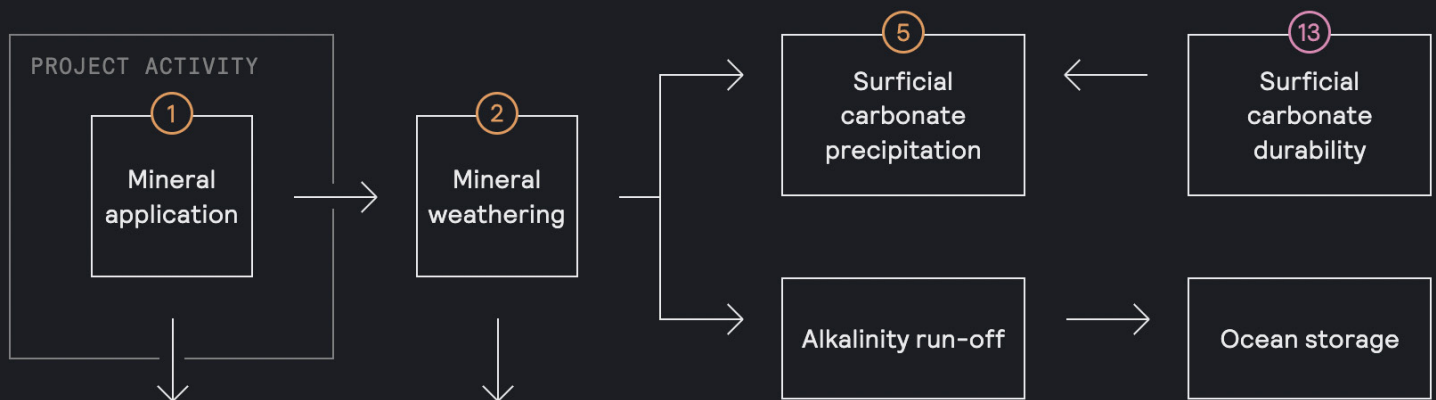 PROJECT ACTIVITY
1
Mineral
application
2
Mineral
weathering
5
Surficial
carbonate
precipitation
13
Surficial
carbonate
durability
Alkalinity run-off
Ocean storage